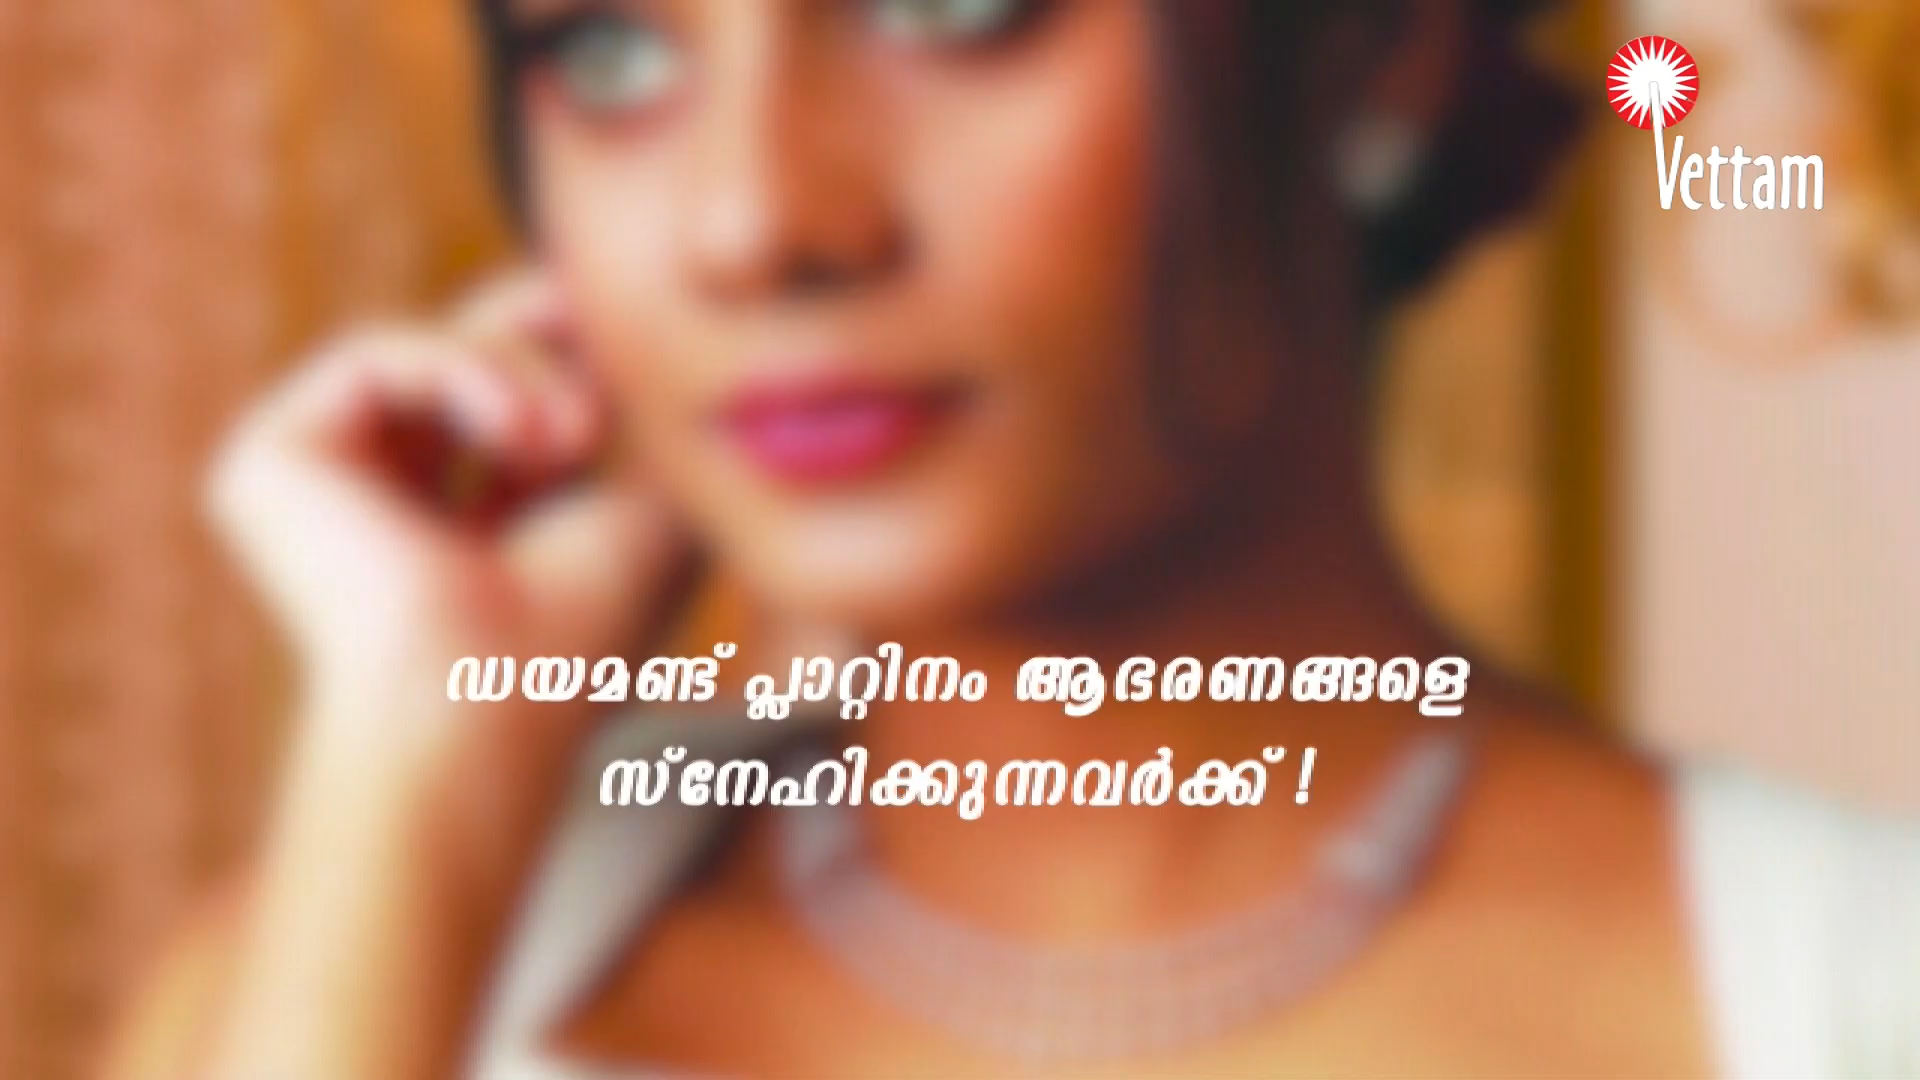 Vettam
ഡയമണ്ട് പ്ലാറ്റിനം ആഭരണങ്ങളെ
സ്നേഹിക്കുന്നവർക്ക് !